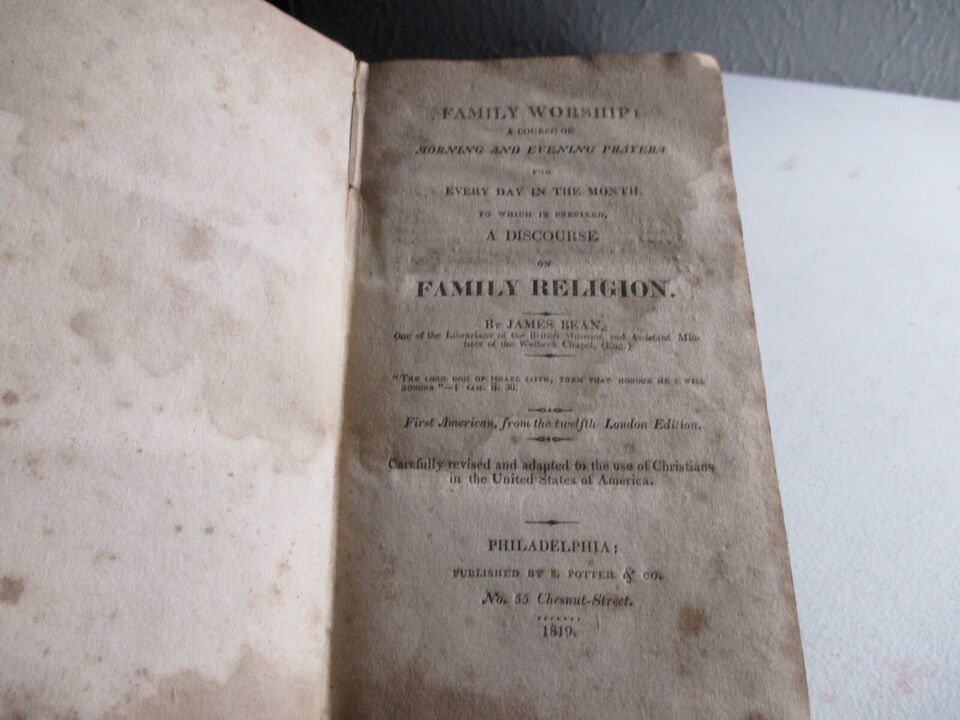 FAMILY WORSHIP:
A COURSE OF
MORNING AND EVENING PRAYERS
FOR
EVERY DAY IN THE MONTH.
TO WHICH IS PREFIXED,
A DISCOURSE
ON
FAMILY RELIGION.
By JAMES BEAN,
One of the Librarians of the British Museum, and Assistant Min-
ister of the Welbeck Chapel, (Eng.)
"THE LORD GOD OF ISRAEL SAITH, THEM THAT HONOUR ME I WILL
HONOUR"—I SAM. II. 30.
First American, from the twelfth London Edition.
Carefully revised and adapted to the use of Christians
in the United States of America.
PHILADELPHIA;
PUBLISHED BY S. POTTER & CO.
No. 55 Chesnut-Street.
1819.